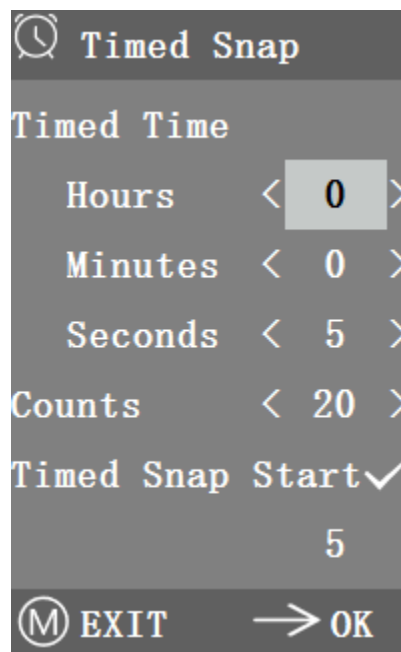 Timed Snap
Timed Time
Hours < 0 >
Minutes < 0 >
Seconds < 5 >
Counts < 20 >
Timed Snap Start
5
M EXIT OK